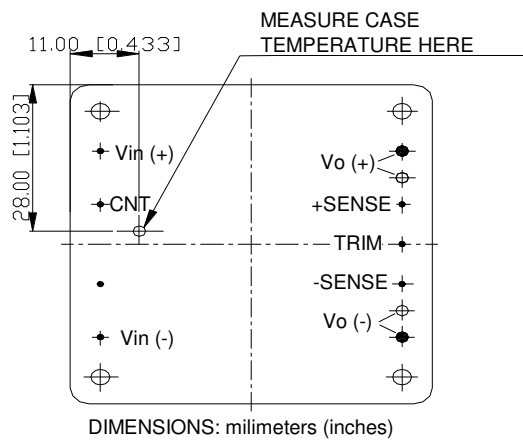 MEASURE CASE
TEMPERATURE HERE
11.00 [0.433]
28.00 [1.103]
Vin (+)
Vo (+)
CNT
+SENSE
TRIM
-SENSE
Vo (-)
Vin (-)
DIMENSIONS: milimeters (inches)